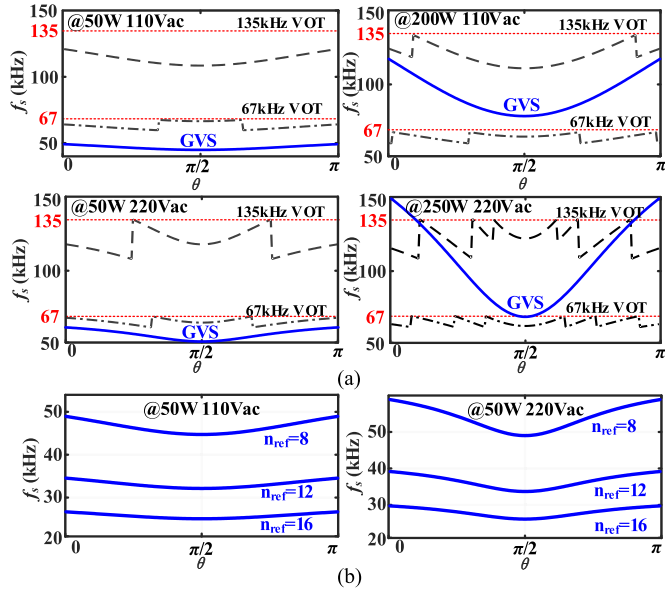 @50W 110Vac
150
135
100
67
50
fs (kHz)
135kHz VOT
67kHz VOT
GVS
0
π/2
π
θ
@200W 110Vac
150
135
100
67
50
fs (kHz)
135kHz VOT
GVS
67kHz VOT
0
π/2
π
θ
@50W 220Vac
150
135
100
67
50
fs (kHz)
135kHz VOT
67kHz VOT
GVS
0
π/2
π
θ
@250W 220Vac
150
135
100
67
50
fs (kHz)
135kHz VOT
GVS
67kHz VOT
0
π/2
π
θ
(a)
@50W 110Vac
50
40
30
20
fs (kHz)
nref=8
nref=12
nref=16
0
π/2
π
θ
@50W 220Vac
50
40
30
20
fs (kHz)
nref=8
nref=12
nref=16
0
π/2
π
θ
(b)